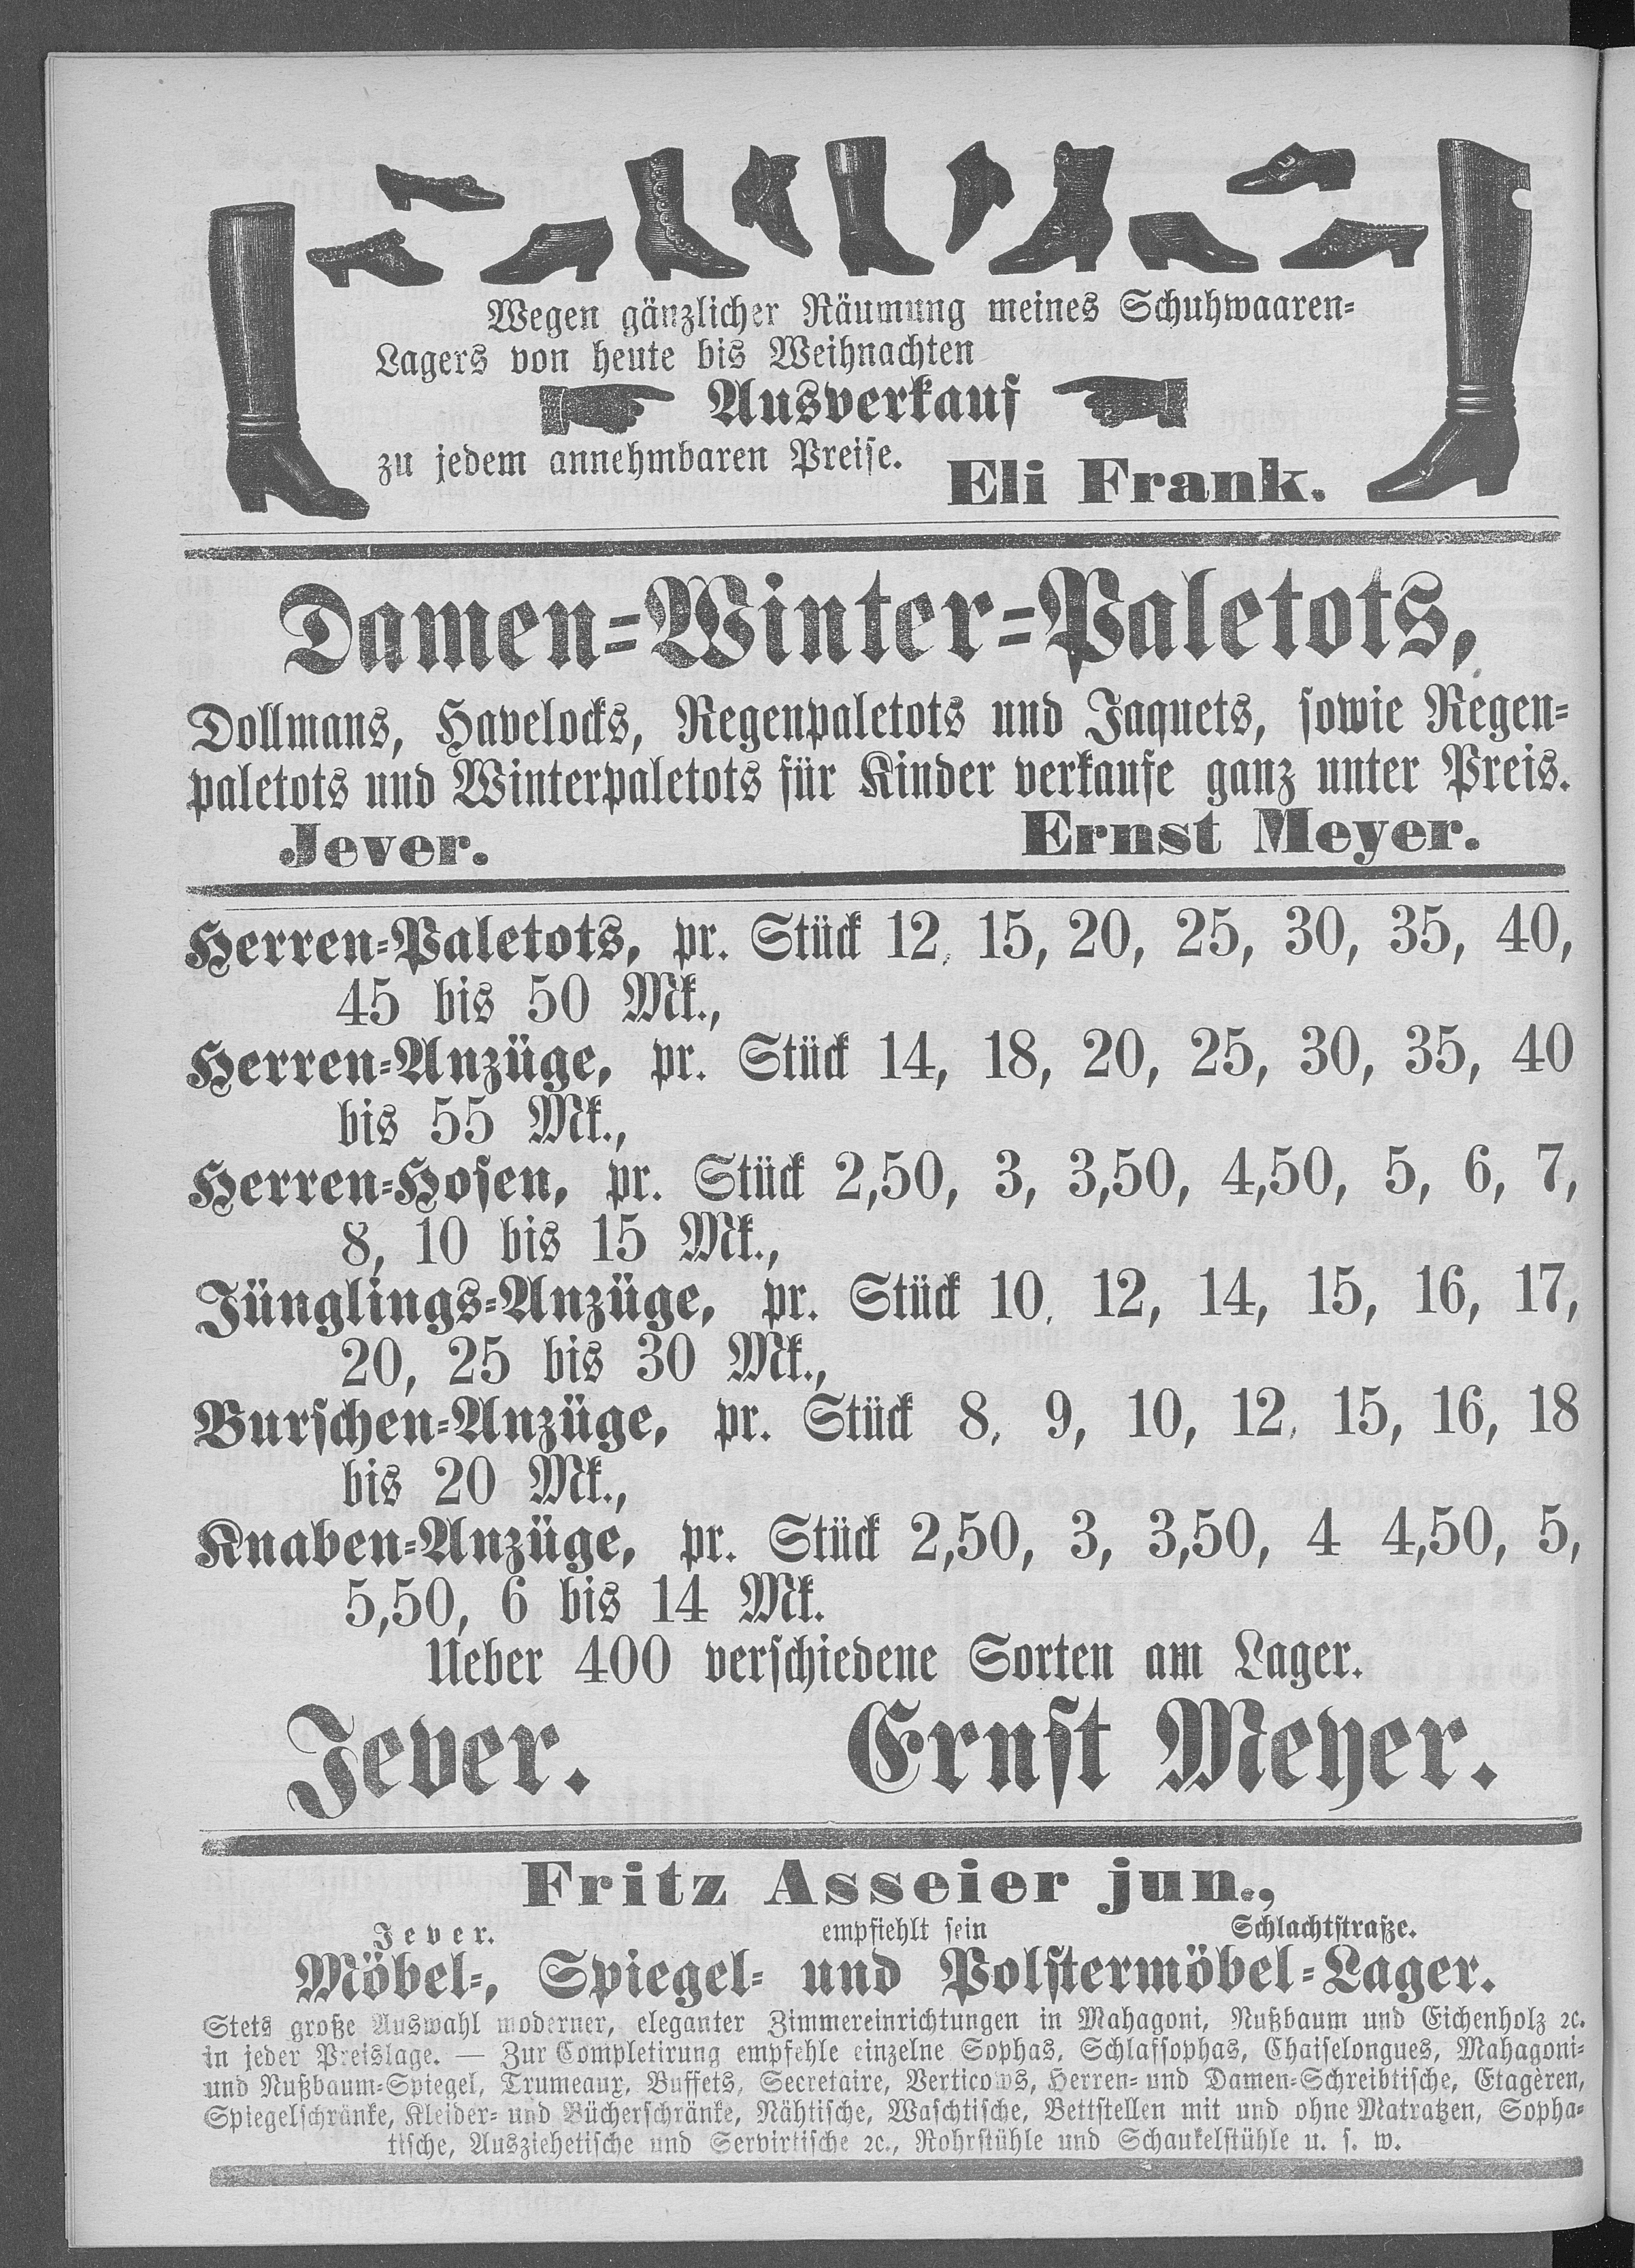 Wegen gänzlicher Räumung meines Schuhwaaren-
Lagers von heute bis Weihnachten
Ausverkauf
zu jedem annehmbaren Preise.
Eli Frank.
Damen-Winter-Paletots,
Dollmans, Havelocks, Regenpaletots und Jaquets, sowie Regen-
paletots und Winterpaletots für Kinder verkaufe ganz unter Preis.
Jever. Ernst Meyer.
Herren-Paletots, pr. Stück 12, 15, 20, 25, 30, 35, 40,
45 bis 50 Mk.,
Herren-Anzüge, pr. Stück 14, 18, 20, 25, 30, 35, 40
bis 55 Mk.,
Herren-Hosen, pr. Stück 2,50, 3, 3,50, 4,50, 5, 6, 7,
8, 10 bis 15 Mk.,
Jünglings-Anzüge, pr. Stück 10, 12, 14, 15, 16, 17,
20, 25 bis 30 Mk.,
Burschen-Anzüge, pr. Stück 8, 9, 10, 12, 15, 16, 18
bis 20 Mk.,
Knaben-Anzüge, pr. Stück 2,50, 3, 3,50, 4 4,50, 5,
5,50, 6 bis 14 Mk.
Ueber 400 verschiedene Sorten am Lager.
Jever. Ernst Meyer.
Fritz Asseier jun.,
Jever. empfiehlt sein Schlachtstraße.
Möbel-, Spiegel- und Polstermöbel-Lager.
Stets große Auswahl moderner, eleganter Zimmereinrichtungen in Mahagoni, Nußbaum und Eichenholz ꝛc.
in jeder Preislage. — Zur Completirung empfehle einzelne Sophas, Schlafsophas, Chaiselongues, Mahagoni-
und Nußbaum-Spiegel, Trumeaux, Buffets, Secretaire, Verticows, Herren- und Damen-Schreibtische, Etagèren,
Spiegelschränke, Kleider- und Bücherschränke, Nähtische, Waschtische, Bettstellen mit und ohne Matratzen, Sopha-
tische, Ausziehetische und Servirtische ꝛc., Rohrstühle und Schaukelstühle u. s. w.